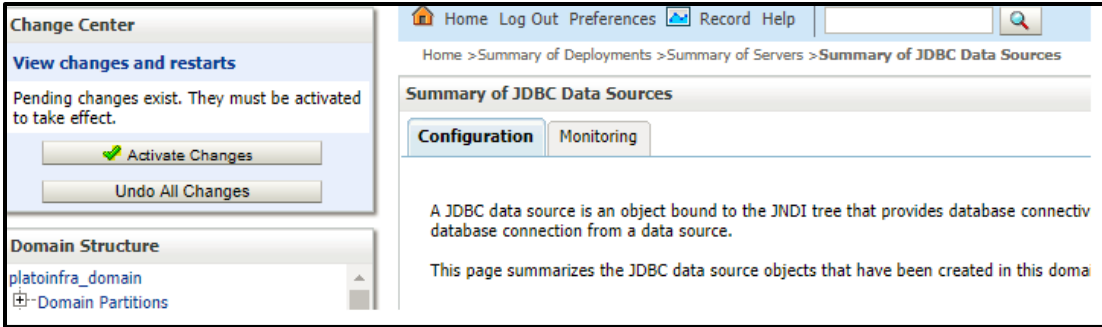 Change Center
View changes and restarts
Pending changes exist. They must be activated
to take effect.
Activate Changes
Undo All Changes
Domain Structure
platoinfra_domain
Domain Partitions
Home Log Out Preferences Record Help
Home >Summary of Deployments >Summary of Servers >Summary of JDBC Data Sources
Summary of JDBC Data Sources
Configuration Monitoring
A JDBC data source is an object bound to the JNDI tree that provides database connectiv
database connection from a data source.
This page summarizes the JDBC data source objects that have been created in this domai